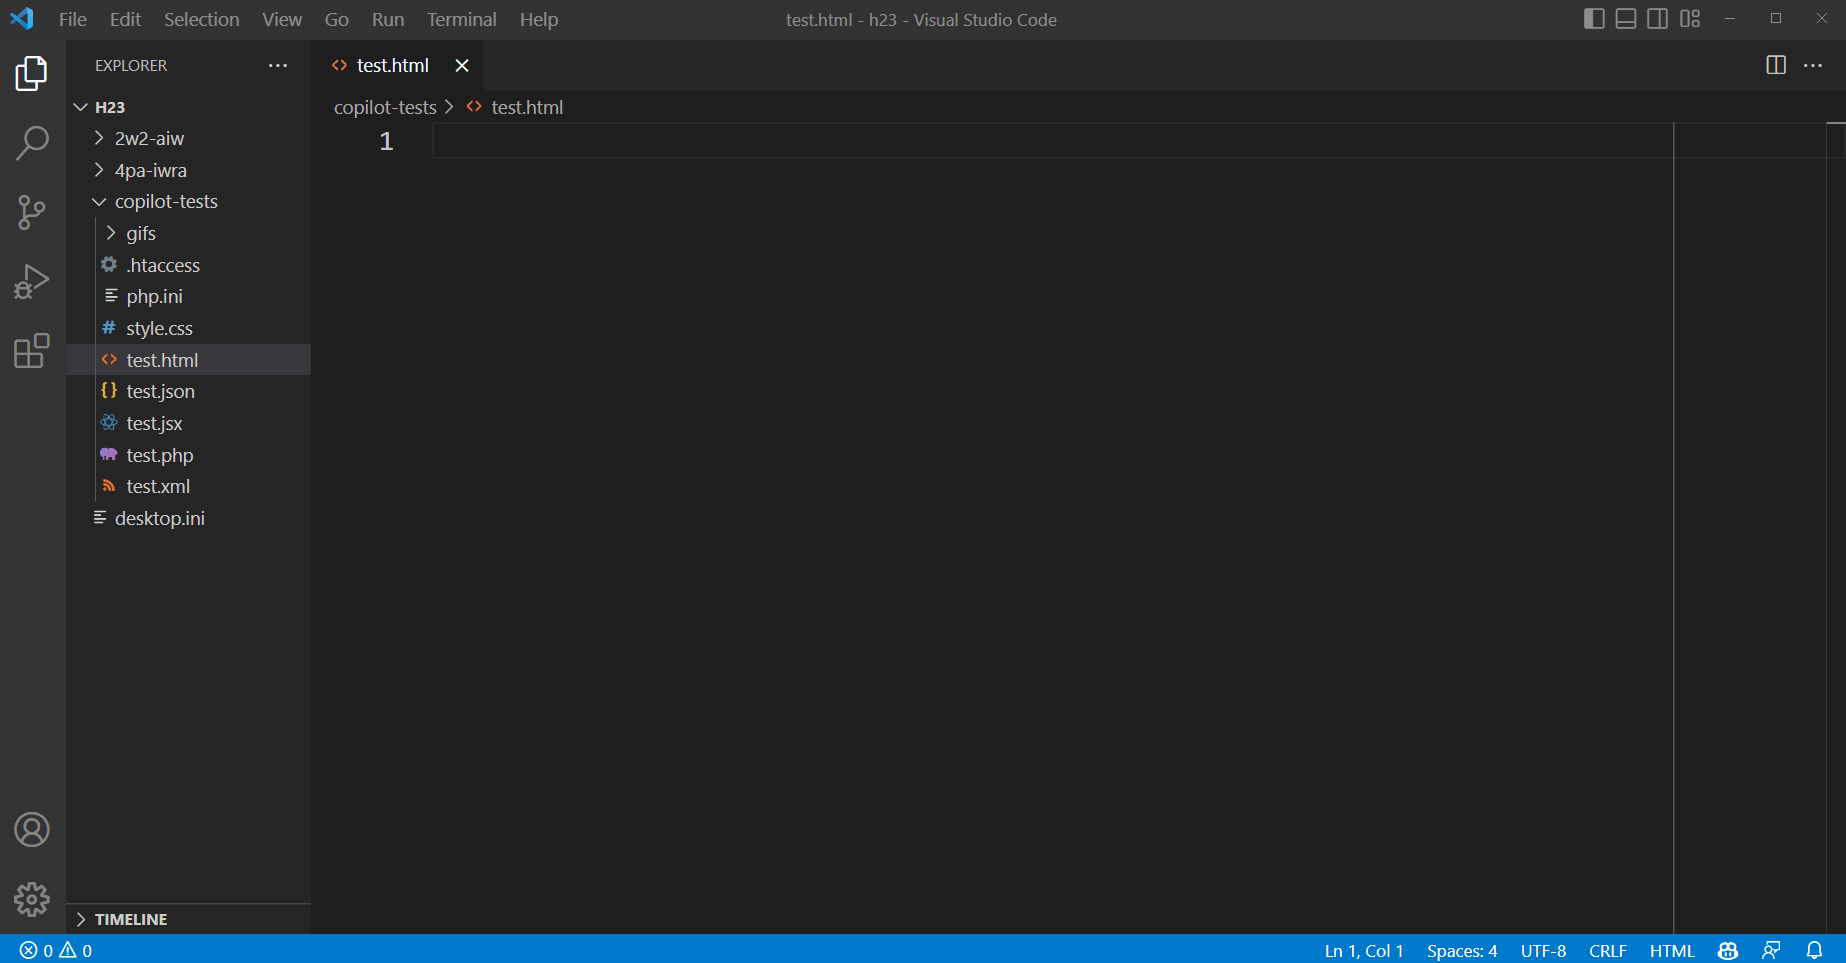 File Edit Selection View Go Run Terminal Help
test.html - h23 - Visual Studio Code
EXPLORER
H23
2w2-aiw
4pa-iwra
copilot-tests
gifs
.htaccess
php.ini
style.css
test.html
test.json
test.jsx
test.php
test.xml
desktop.ini
TIMELINE
test.html
copilot-tests > test.html
1
0 0
Ln 1, Col 1 Spaces: 4 UTF-8 CRLF HTML